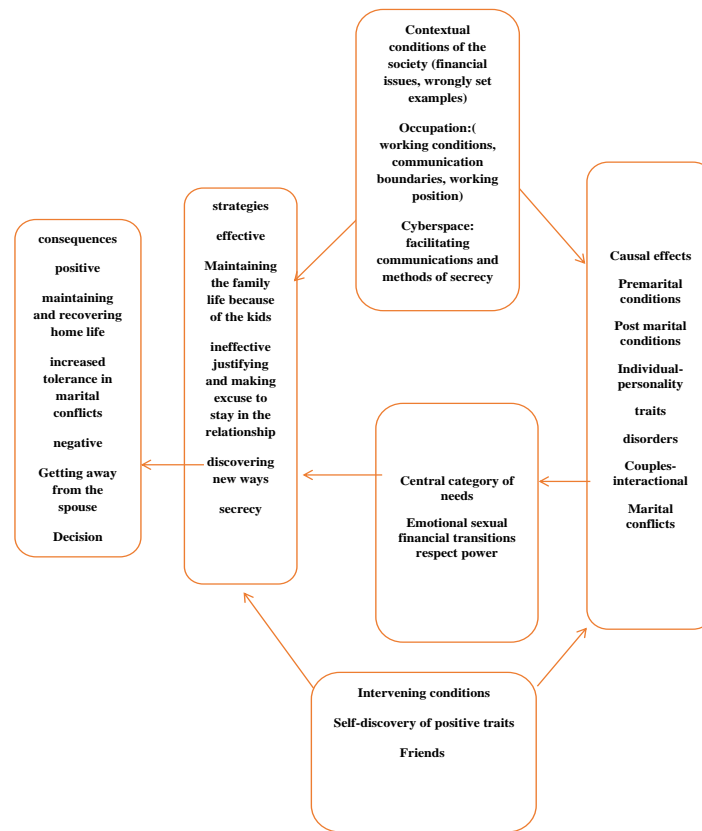 Contextual
conditions of the
society (financial
issues, wrongly set
examples)
Occupation:(
working conditions,
communication
boundaries, working
position)
Cyberspace:
facilitating
communications and
methods of secrecy
consequences
positive
maintaining
and recovering
home life
increased
tolerance in
marital
conflicts
negative
Getting away
from the
spouse
Decision
strategies
effective
Maintaining
the family
life because
of the kids
ineffective
justifying
and making
excuse to
stay in the
relationship
discovering
new ways
secrecy
Central category of
needs
Emotional sexual
financial transitions
respect power
Causal effects
Premarital
conditions
Post marital
conditions
Individual-
personality
traits
disorders
Couples-
interactional
Marital
conflicts
Intervening conditions
Self-discovery of positive traits
Friends